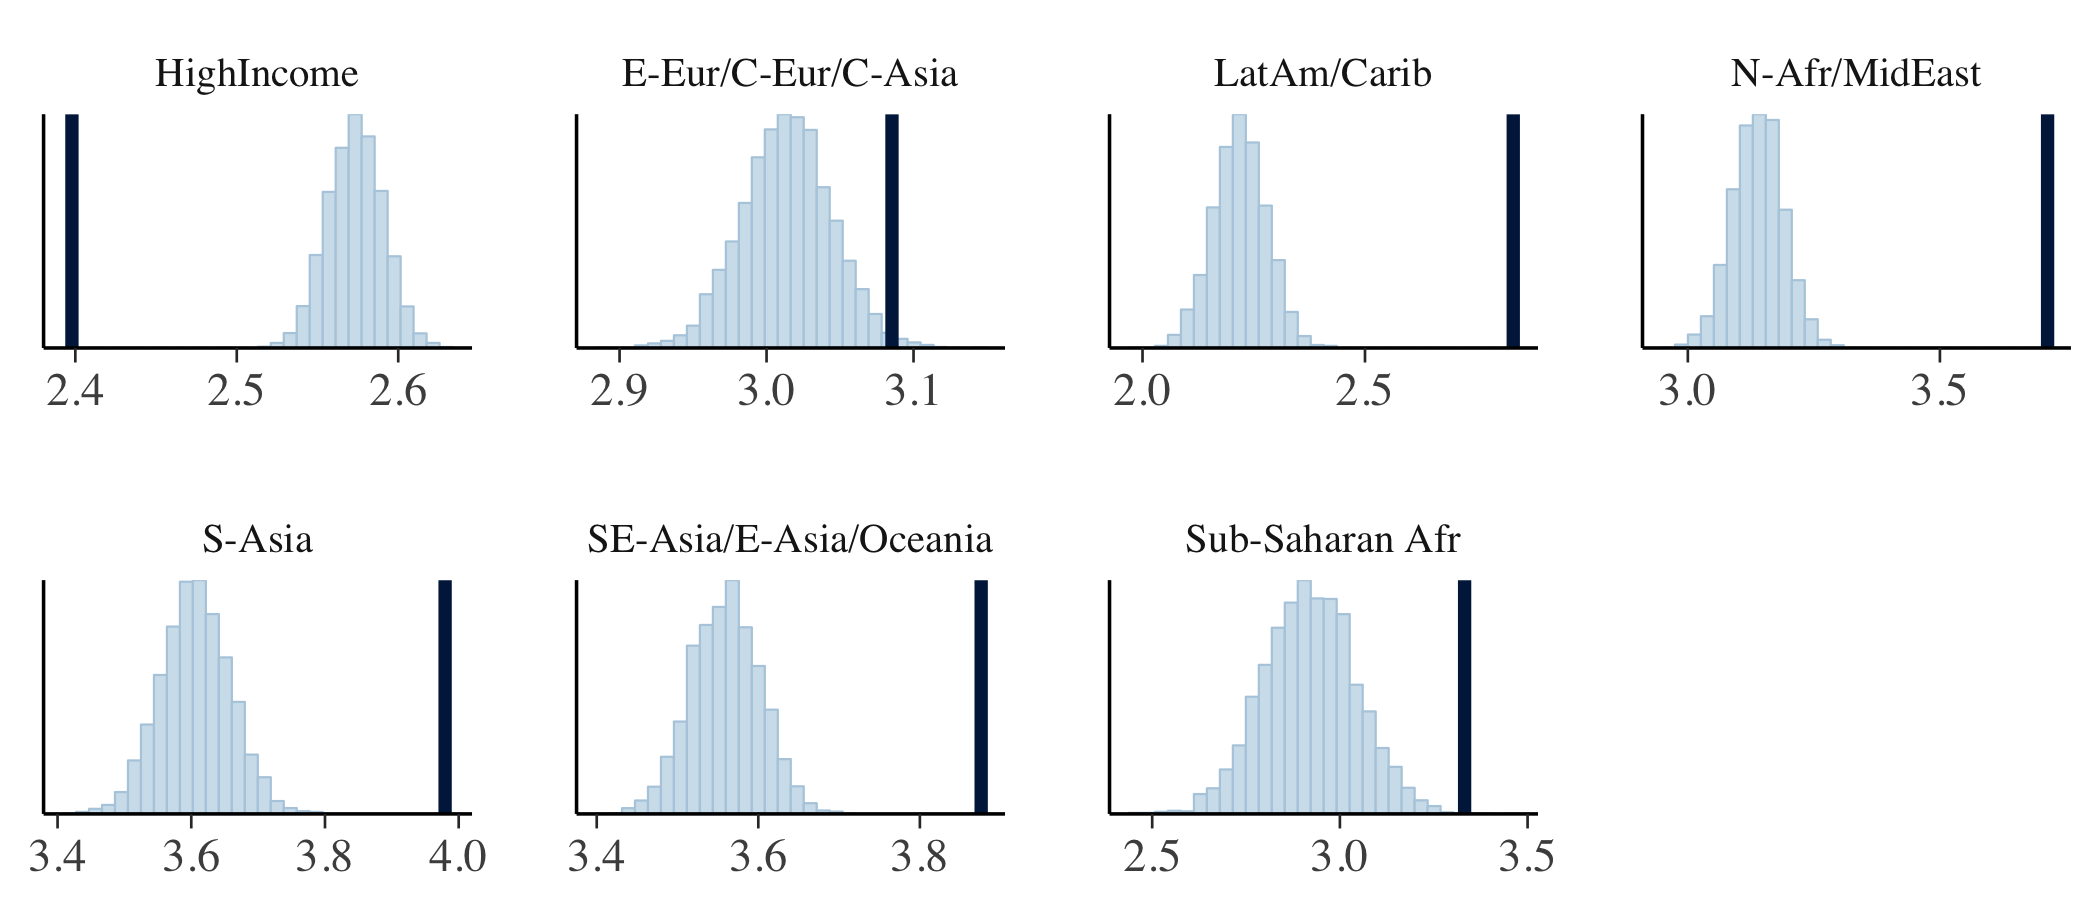 HighIncome
E-Eur/C-Eur/C-Asia
LatAm/Carib
N-Afr/MidEast
2.4 2.5 2.6
2.9 3.0 3.1
2.0 2.5
3.0 3.5
S-Asia
SE-Asia/E-Asia/Oceania
Sub-Saharan Afr
3.4 3.6 3.8 4.0
3.4 3.6 3.8
2.5 3.0 3.5